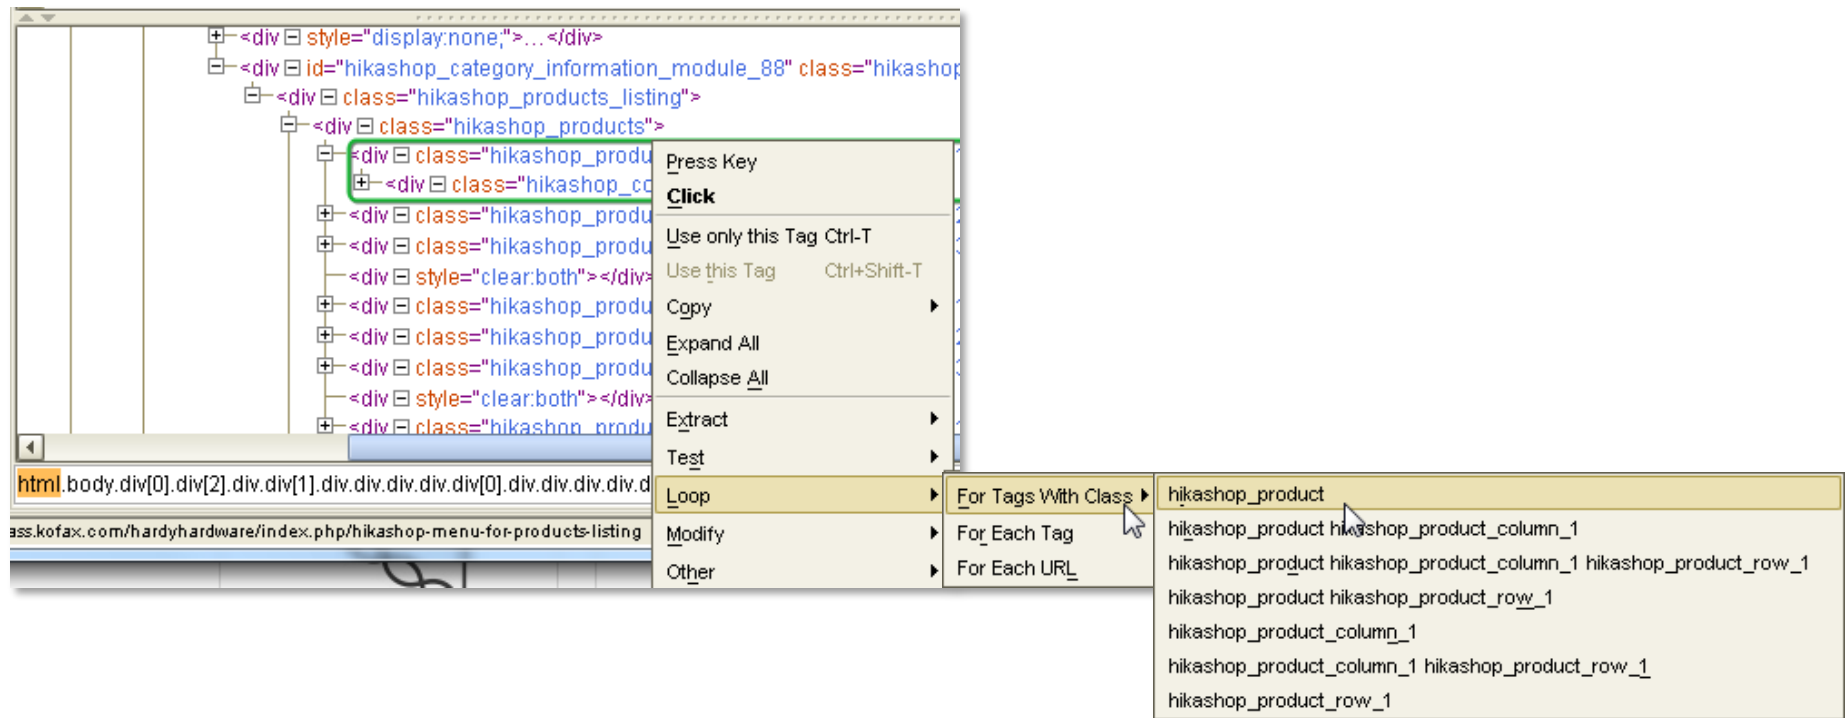 <div style="display:none;">...</div>
<div id="hikashop_category_information_module_88" class="hikashop
<div class="hikashop_products_listing">
<div class="hikashop_products">
<div class="hikashop_produ
<div class="hikashop_co
<div class="hikashop_produ
<div class="hikashop_produ
<div style="clear:both"></div>
<div class="hikashop_produ
<div class="hikashop_produ
<div class="hikashop_produ
<div style="clear:both"></div>
<div class="hikashop_produ
html.body.div[0].div[2].div.div[1].div.div.div.div.div[0].div.div.div.div.d
ass.kofax.com/hardyhardware/index.php/hikashop-menu-for-products-listing
Press Key
Click
Use only this Tag Ctrl-T
Use this Tag Ctrl+Shift-T
Copy
Expand All
Collapse All
Extract
Test
Loop
Modify
Other
For Tags With Class
For Each Tag
For Each URL
hikashop_product
hikashop_product hikashop_product_column_1
hikashop_product hikashop_product_column_1 hikashop_product_row_1
hikashop_product hikashop_product_row_1
hikashop_product_column_1
hikashop_product_column_1 hikashop_product_row_1
hikashop_product_row_1